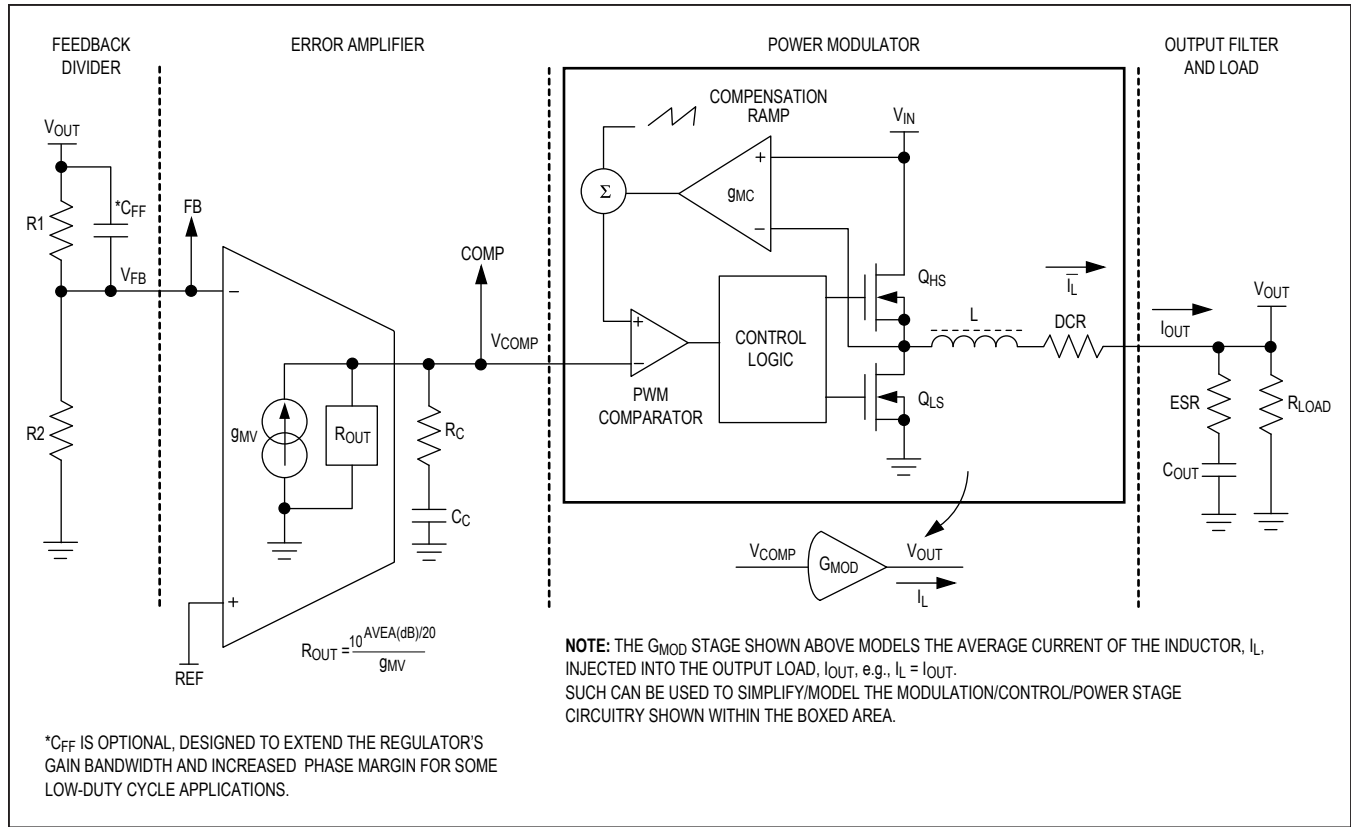 FEEDBACK
DIVIDER
ERROR AMPLIFIER
POWER MODULATOR
OUTPUT FILTER
AND LOAD
COMPENSATION
RAMP
VOUT
R1
*CFF
FB
VFB
R2
−
+
REF
gMV
ROUT
ROUT = 10^AVEA(dB)/20 / gMV
COMP
VCOMP
RC
CC
Σ
gMC
+
−
VIN
+
−
PWM
COMPARATOR
CONTROL
LOGIC
QHS
QLS
IL
L
DCR
IOUT
VOUT
ESR
COUT
RLOAD
VCOMP
GMOD
VOUT
IL
NOTE: THE GMOD STAGE SHOWN ABOVE MODELS THE AVERAGE CURRENT OF THE INDUCTOR, IL,
INJECTED INTO THE OUTPUT LOAD, IOUT, e.g., IL = IOUT.
SUCH CAN BE USED TO SIMPLIFY/MODEL THE MODULATION/CONTROL/POWER STAGE
CIRCUITRY SHOWN WITHIN THE BOXED AREA.
*CFF IS OPTIONAL, DESIGNED TO EXTEND THE REGULATOR'S
GAIN BANDWIDTH AND INCREASED PHASE MARGIN FOR SOME
LOW-DUTY CYCLE APPLICATIONS.